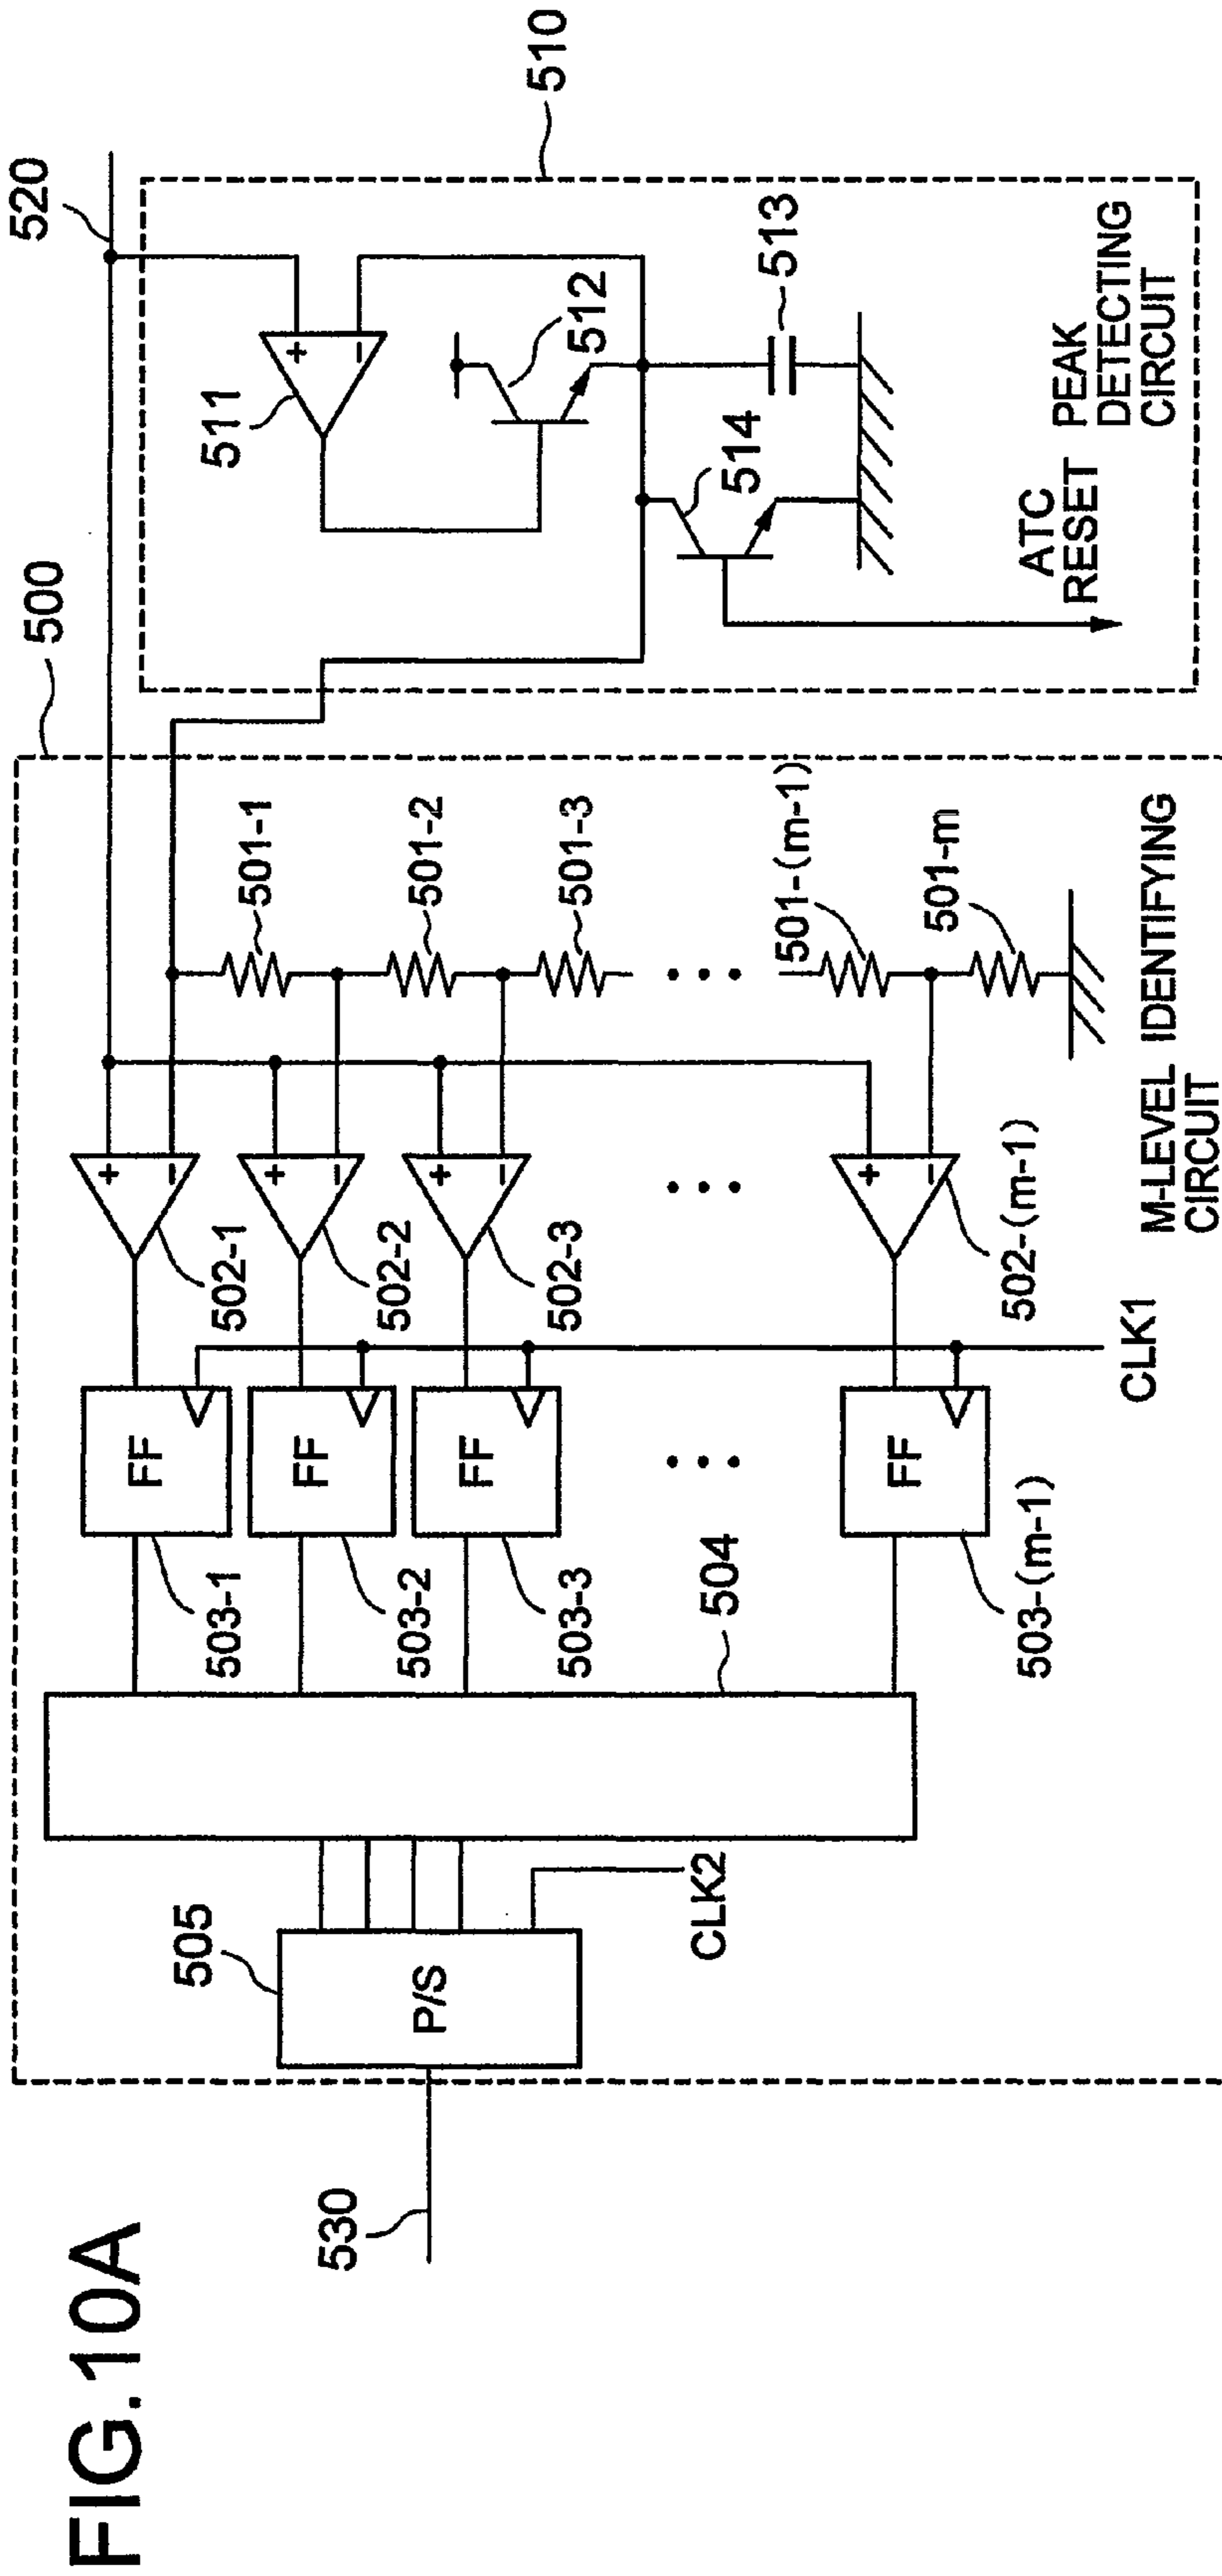 FIG.10A
500
520
510
511
512
513
514
+
−
ATC
RESET
PEAK
DETECTING
CIRCUIT
501-1
501-2
501-3
501-(m-1)
501-m
+
−
+
−
+
−
+
−
502-1
502-2
502-3
502-(m-1)
M-LEVEL IDENTIFYING
CIRCUIT
FF
FF
FF
FF
CLK1
503-1
503-2
503-3
503-(m-1)
504
505
P/S
CLK2
530